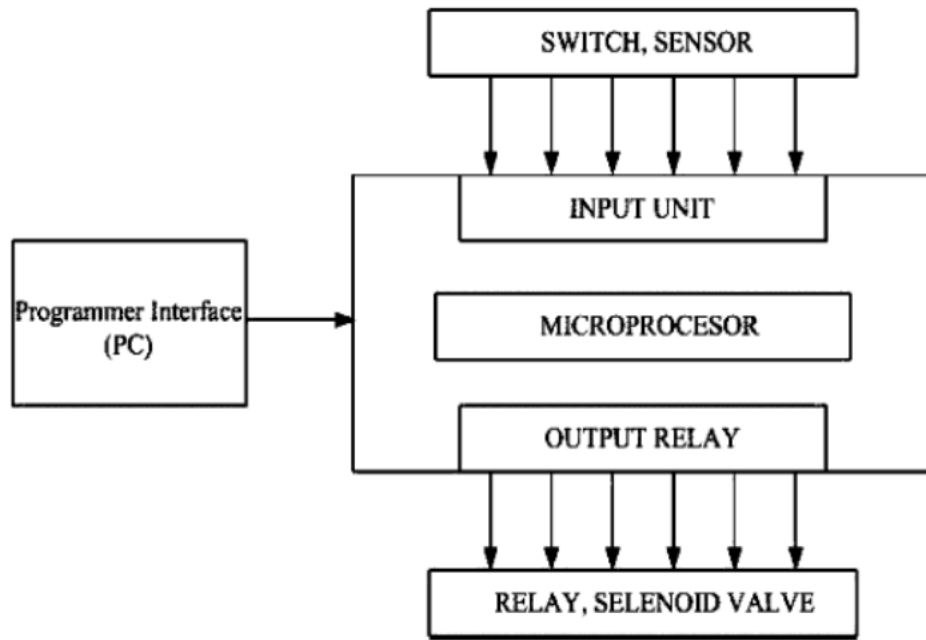 SWITCH, SENSOR
INPUT UNIT
Programmer Interface
(PC)
MICROPROCESOR
OUTPUT RELAY
RELAY, SELENOID VALVE